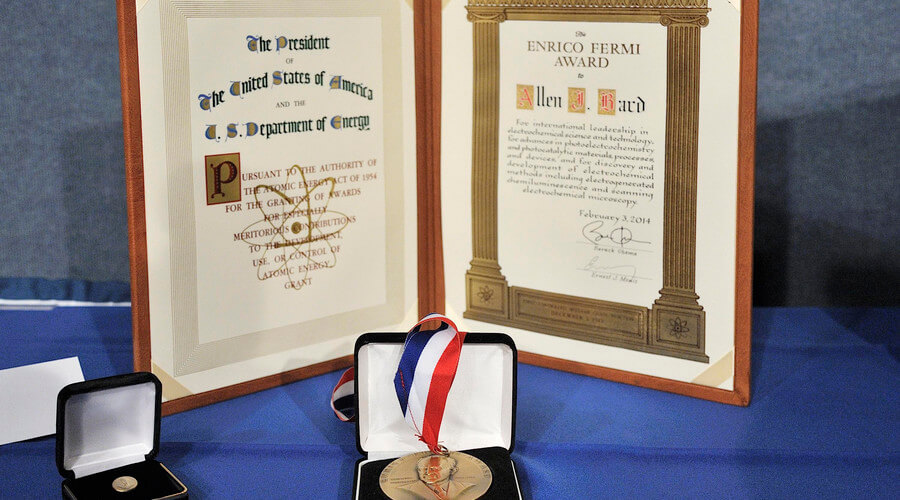 The President
OF
The United States of America
AND THE
U.S. Department of Energy
PURSUANT TO THE AUTHORITY OF
THE ATOMIC ENERGY ACT OF 1954
FOR THE GRANTING OF AWARDS
FOR ESPECIALLY
MERITORIOUS CONTRIBUTIONS
TO THE DEVELOPMENT,
USE, OR CONTROL OF
ATOMIC ENERGY,
GRANT
The
ENRICO FERMI
AWARD
to
Allen J. Bard
For international leadership in
electrochemical science and technology,
for advances in photoelectrochemistry
and photocatalytic materials, processes,
and devices, and for discovery and
development of electrochemical
methods including electrogenerated
chemiluminescence and scanning
electrochemical microscopy.
February 3, 2014
Barack Obama
Ernest J. Moniz
DECEMBER 2, 1942